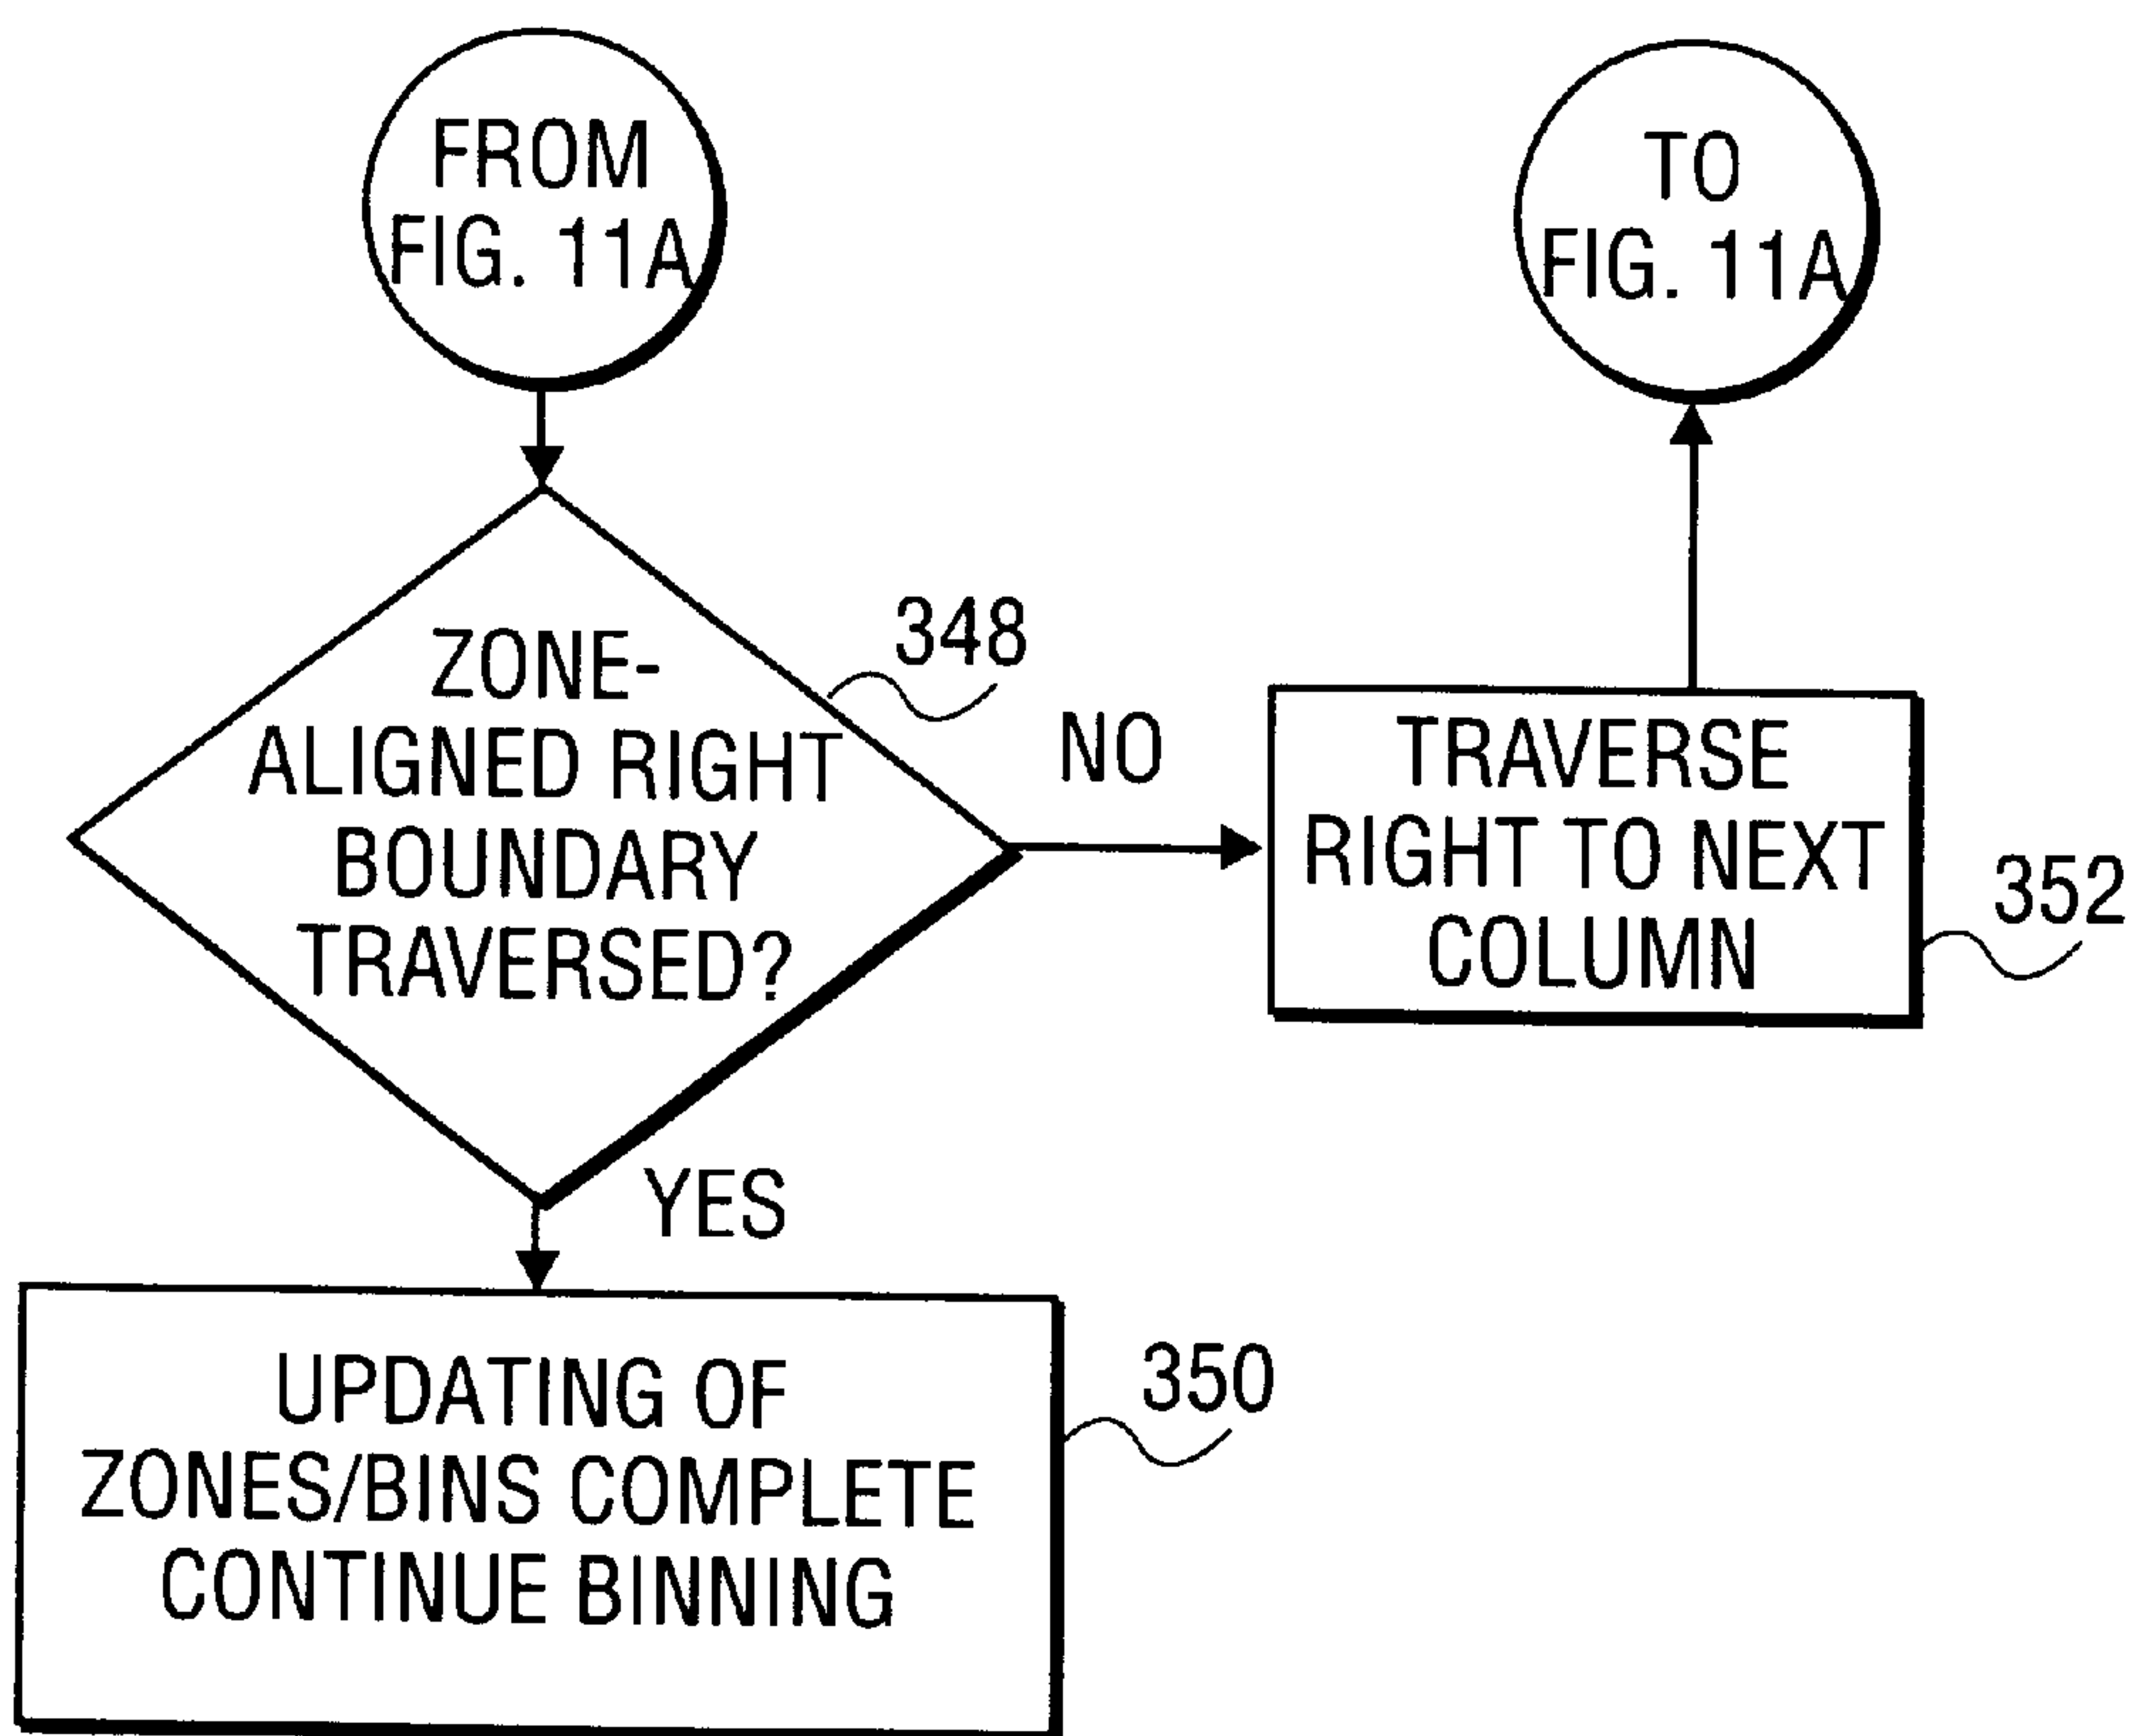 FROM
FIG. 11A
TO
FIG. 11A
ZONE-
ALIGNED RIGHT
BOUNDARY
TRAVERSED?
348
NO
TRAVERSE
RIGHT TO NEXT
COLUMN
352
YES
UPDATING OF
ZONES/BINS COMPLETE
CONTINUE BINNING
350